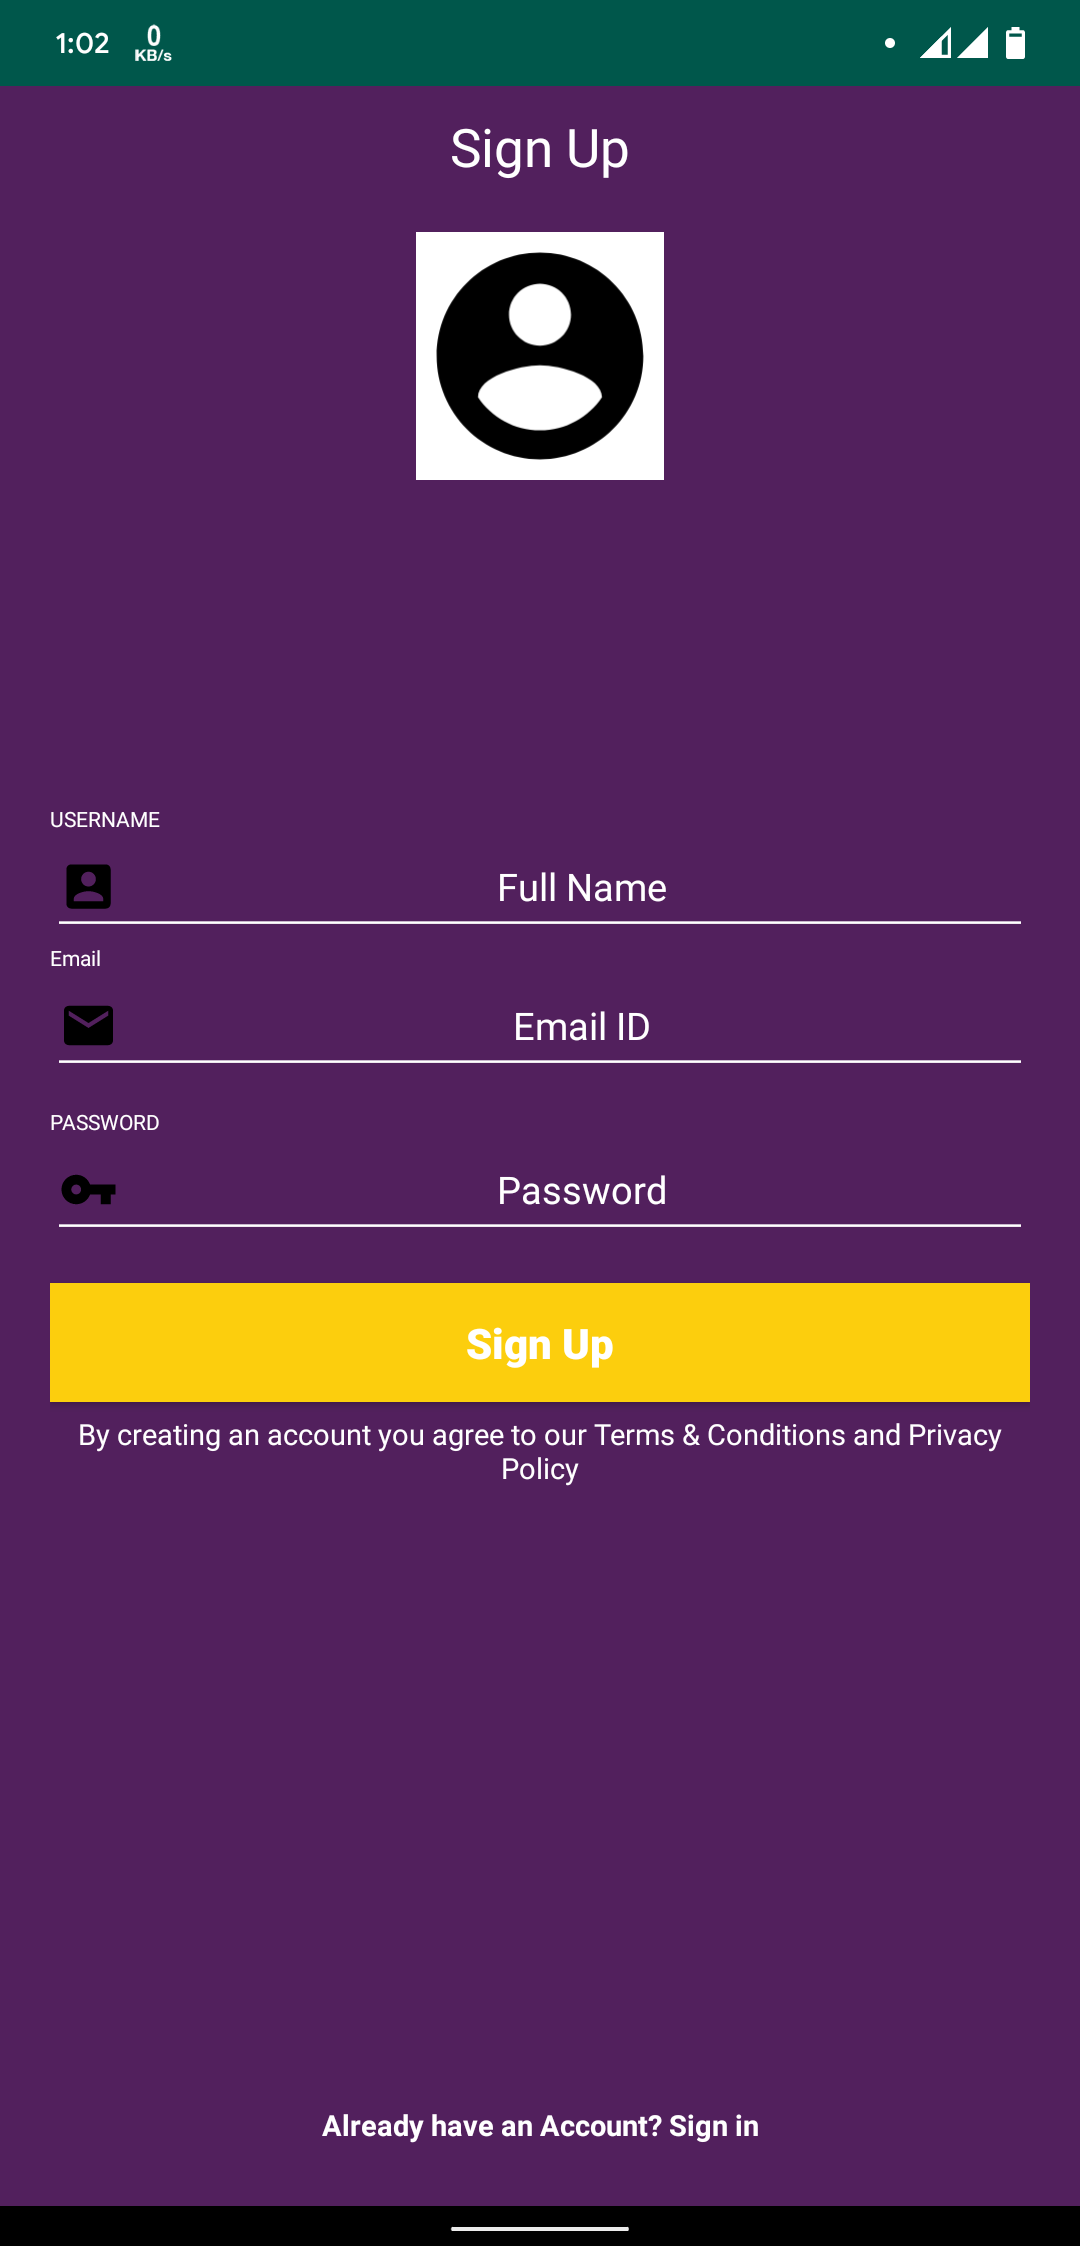 1:02 0 KB/s
Sign Up
USERNAME
Full Name
Email
Email ID
PASSWORD
Password
Sign Up
By creating an account you agree to our Terms & Conditions and Privacy
Policy
Already have an Account? Sign in